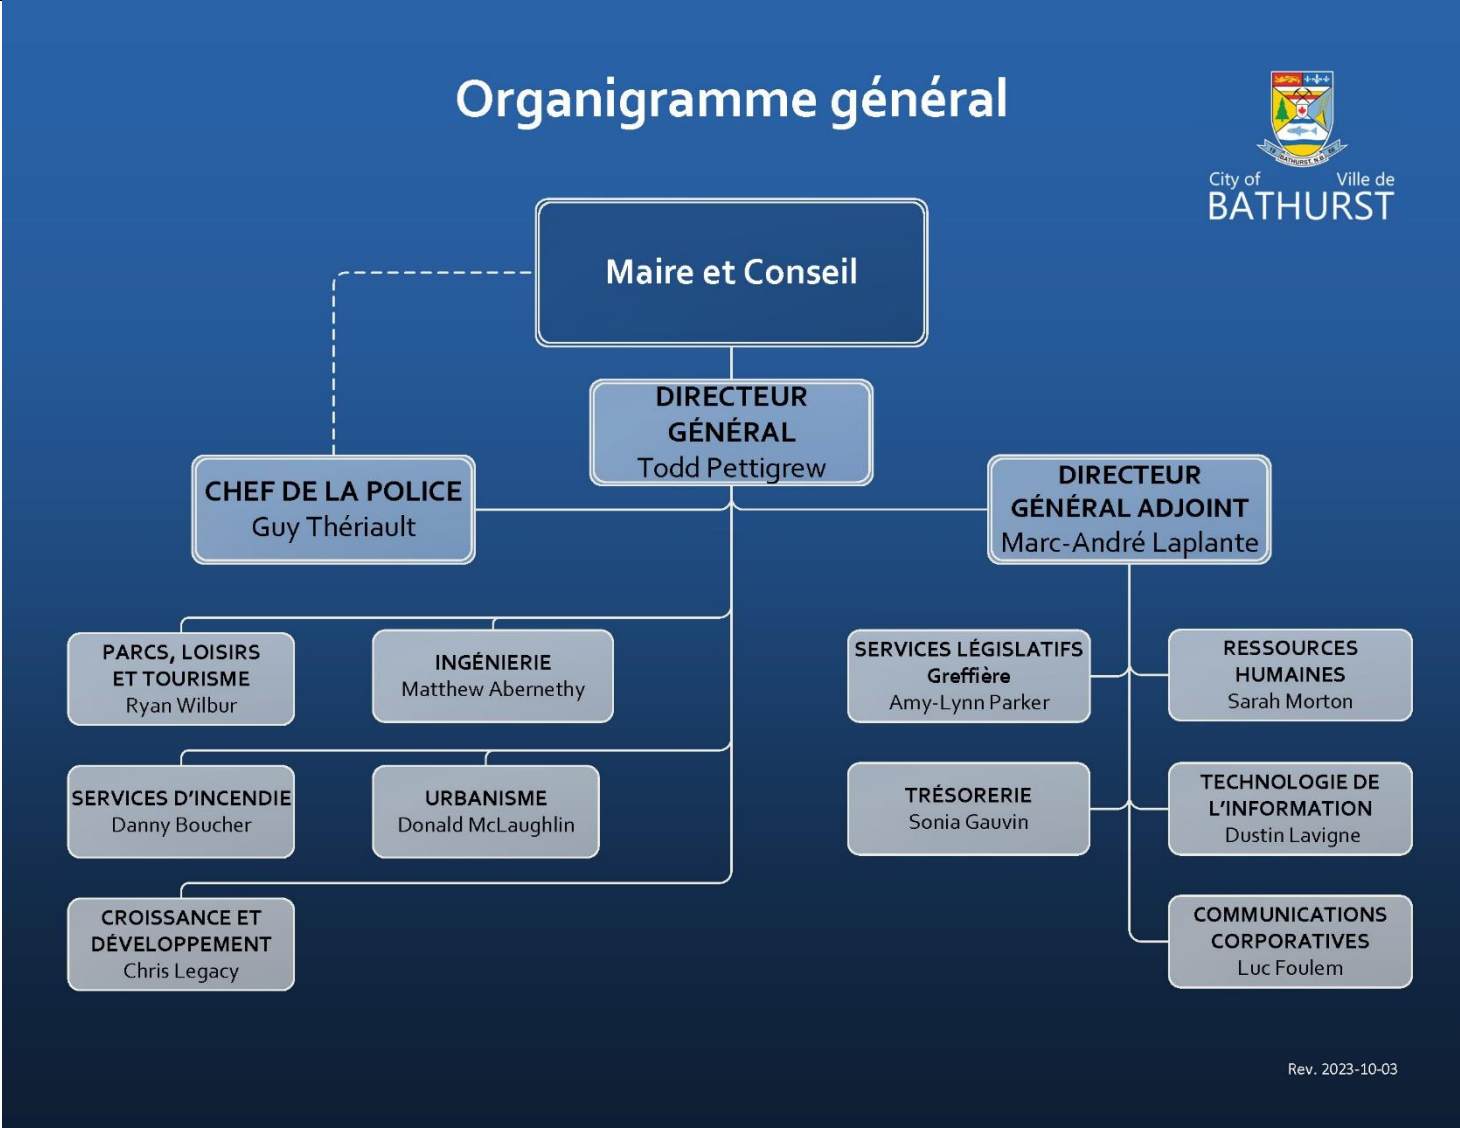 Organigramme général
BATHURST, N.B.
City of Ville de
BATHURST
Maire et Conseil
DIRECTEUR
GÉNÉRAL
Todd Pettigrew
CHEF DE LA POLICE
Guy Thériault
DIRECTEUR
GÉNÉRAL ADJOINT
Marc-André Laplante
PARCS, LOISIRS
ET TOURISME
Ryan Wilbur
INGÉNIERIE
Matthew Abernethy
SERVICES LÉGISLATIFS
Greffière
Amy-Lynn Parker
RESSOURCES
HUMAINES
Sarah Morton
SERVICES D'INCENDIE
Danny Boucher
URBANISME
Donald McLaughlin
TRÉSORERIE
Sonia Gauvin
TECHNOLOGIE DE
L'INFORMATION
Dustin Lavigne
CROISSANCE ET
DÉVELOPPEMENT
Chris Legacy
COMMUNICATIONS
CORPORATIVES
Luc Foulem
Rev. 2023-10-03